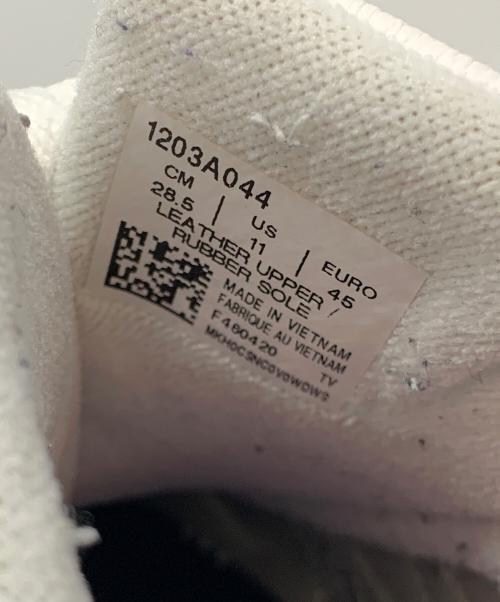 1203A044
CM | US | EURO
28.5 11 45
LEATHER UPPER /
RUBBER SOLE
MADE IN VIETNAM
FABRIQUE AU VIETNAM
F460420 TV